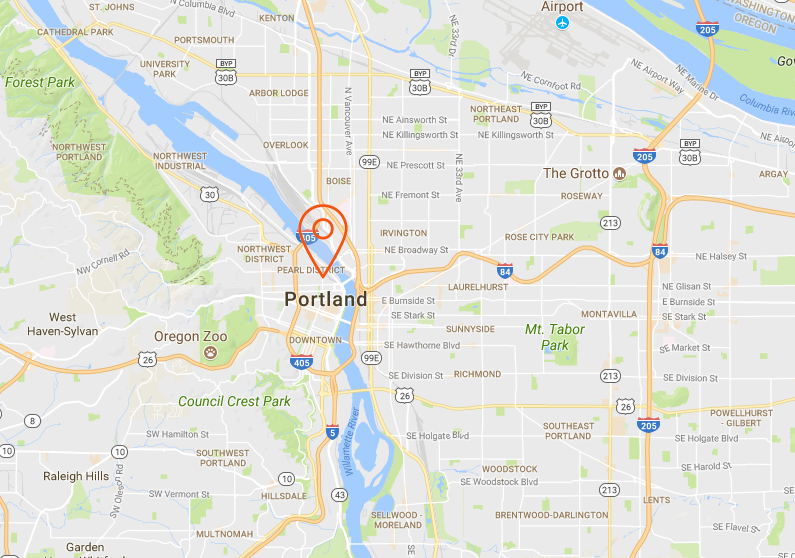 ST. JOHNS
N Columbia Blvd
CATHEDRAL PARK
KENTON
PORTSMOUTH
NE 33rd Dr
Airport
205
WASHINGTON
OREGON
UNIVERSITY
PARK
BYP
30B
BYP
30B
NE Cornfoot Rd
NE Airport Way
NE Marine Dr
Columbia River
Forest Park
ARBOR LODGE
N Vancouver Ave
NORTHEAST
PORTLAND
BYP
30B
NE Ainsworth St
NE Killingsworth St
NE Killingsworth St
OVERLOOK
NORTHWEST
PORTLAND
NORTHWEST
INDUSTRIAL
99E
NE Prescott St
NE 33rd Ave
205
BYP
30B
The Grotto
ARGAY
BOISE
30
NE Fremont St
ROSEWAY
213
405
IRVINGTON
ROSE CITY PARK
NORTHWEST
DISTRICT
NE Broadway St
84
NE Halsey St
NW Cornell Rd
PEARL DISTRICT
84
Portland
LAURELHURST
NE Glisan St
E Burnside St
E Burnside St
West
Haven-Sylvan
SE Stark St
MONTAVILLA
SE Stark St
Oregon Zoo
DOWNTOWN
SUNNYSIDE
Mt. Tabor
Park
26
405
99E
SE Hawthorne Blvd
SE Market St
SE Division St
RICHMOND
213
SE Division St
Council Crest Park
26
26
8
5
Willamette River
205
POWELLHURST
- GILBERT
SW Hamilton St
SE Holgate Blvd
SOUTHEAST
PORTLAND
SE Holgate Blvd
10
10
SOUTHWEST
PORTLAND
WOODSTOCK
SE Harold St
Raleigh Hills
SW Oleson Rd
10
SE Woodstock Blvd
SW Vermont St
HILLSDALE
43
213
LENTS
SELLWOOD -
MORELAND
BRENTWOOD-DARLINGTON
SE Flavel St
MULTNOMAH
Garden